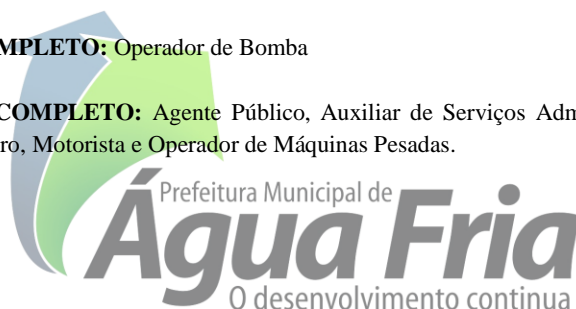 MPLETO: Operador de Bomba
COMPLETO: Agente Público, Auxiliar de Serviços Adm
ro, Motorista e Operador de Máquinas Pesadas.
Prefeitura Municipal de
Água Fria
O desenvolvimento continua